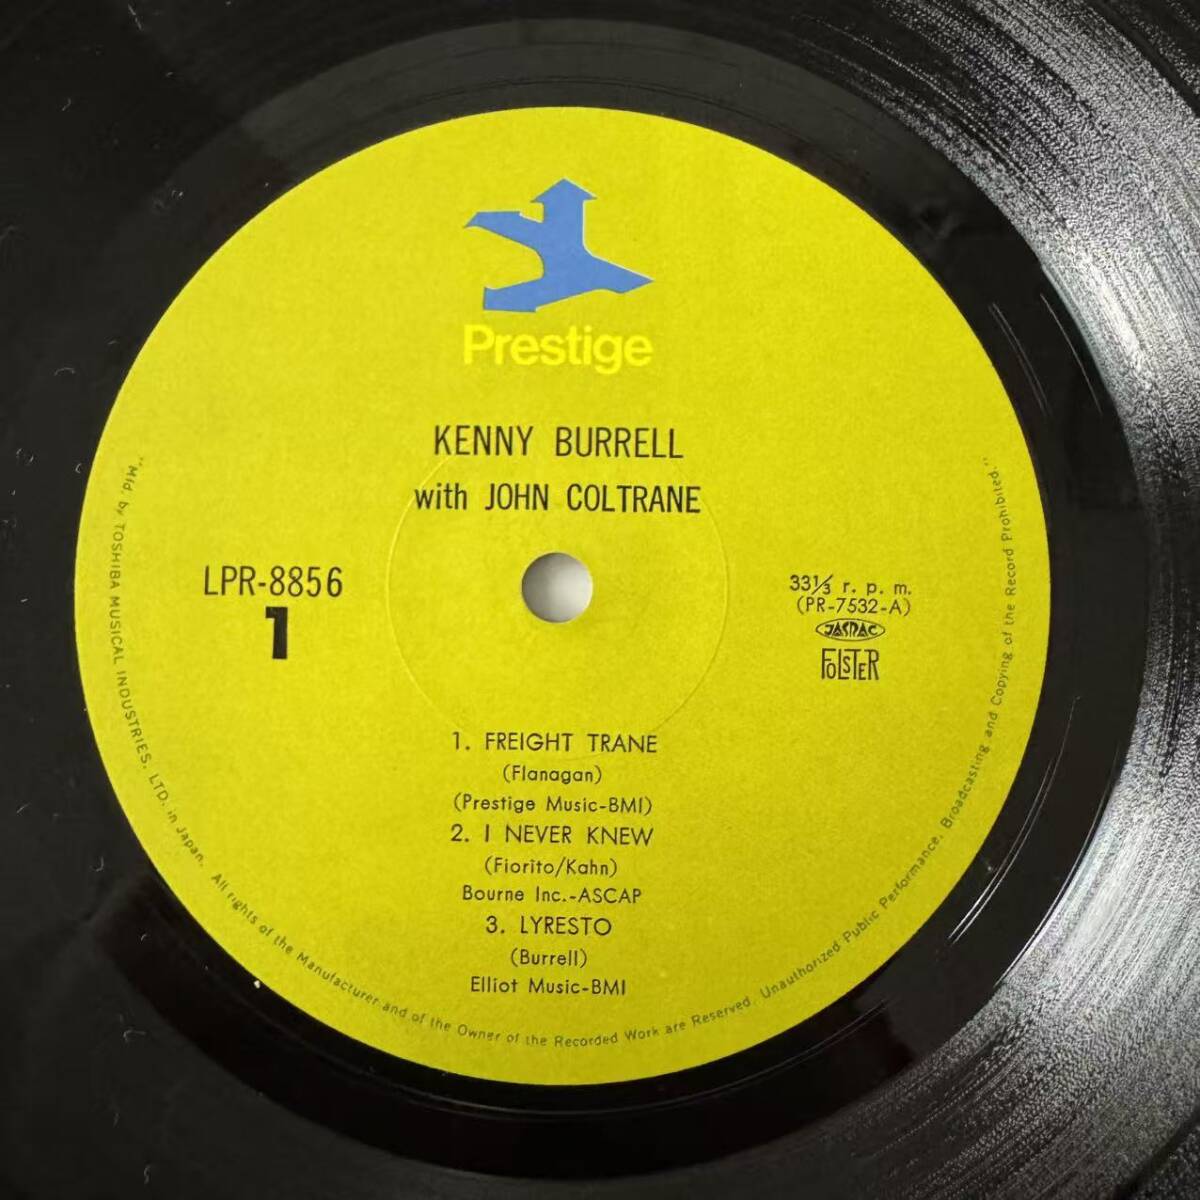 Prestige
KENNY BURRELL
with JOHN COLTRANE
LPR-8856
1
33⅓ r. p. m.
(PR-7532-A)
JASRAC
FOLSTER
1. FREIGHT TRANE
(Flanagan)
(Prestige Music-BMI)
2. I NEVER KNEW
(Fiorito/Kahn)
Bourne Inc.-ASCAP
3. LYRESTO
(Burrell)
Elliot Music-BMI
"Mfd. by TOSHIBA MUSICAL INDUSTRIES. LTD. in Japan. All rights of the Manufacturer and of the Owner of the Recorded Work are Reserved. Unauthorized Public Performance. Broadcasting and Copying of the Record Prohibited."